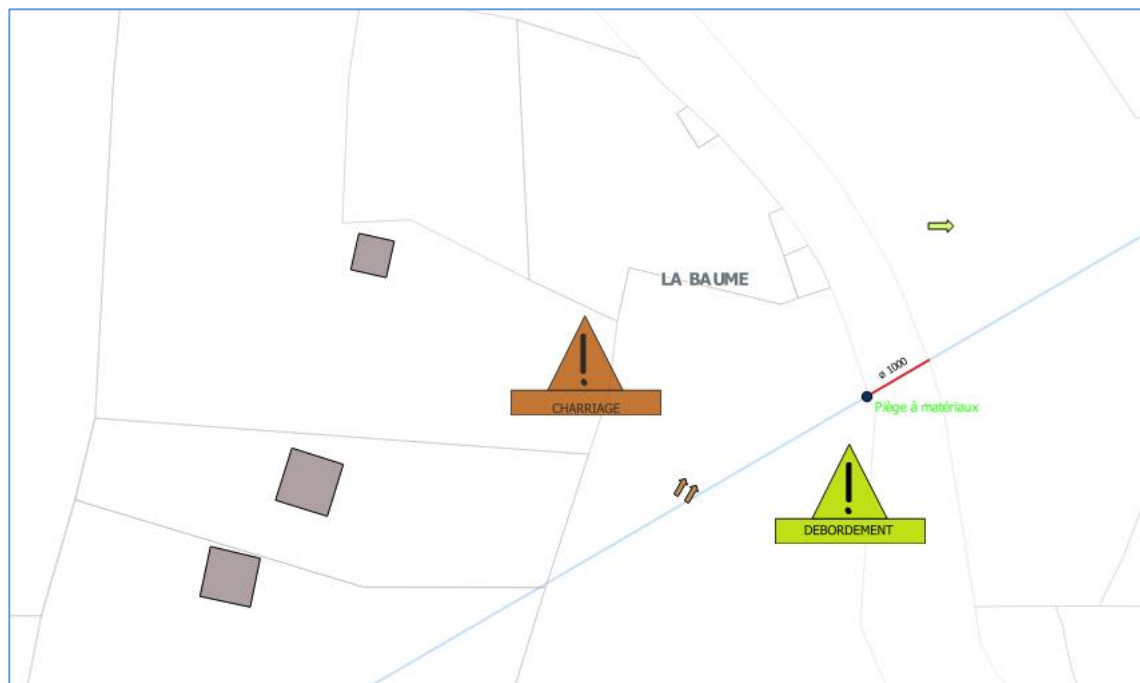 LA BAUME
ø 1000
CHARRIAGE
Piège à matériaux
DEBORDEMENT